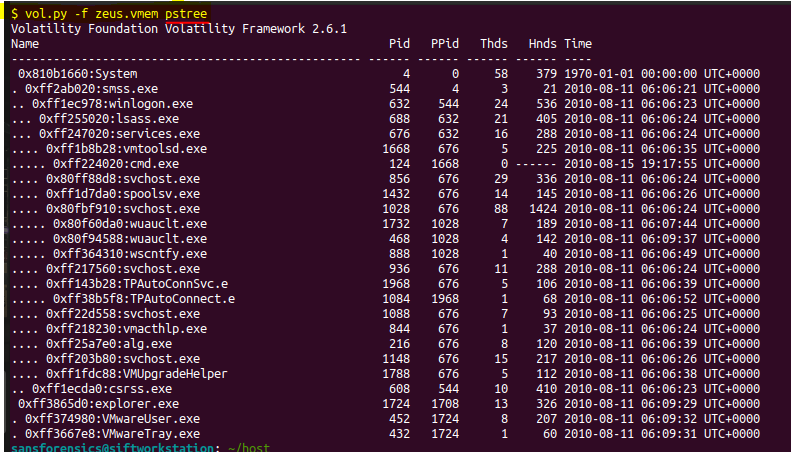 $ vol.py -f zeus.vmem pstree
Volatility Foundation Volatility Framework 2.6.1
Name Pid PPid Thds Hnds Time
-------------------------------------------------- ------ ------ ------ ------ ----
0x810b1660:System 4 0 58 379 1970-01-01 00:00:00 UTC+0000
. 0xff2ab020:smss.exe 544 4 3 21 2010-08-11 06:06:21 UTC+0000
.. 0xff1ec978:winlogon.exe 632 544 24 536 2010-08-11 06:06:23 UTC+0000
... 0xff255020:lsass.exe 688 632 21 405 2010-08-11 06:06:24 UTC+0000
... 0xff247020:services.exe 676 632 16 288 2010-08-11 06:06:24 UTC+0000
.... 0xff1b8b28:vmtoolsd.exe 1668 676 5 225 2010-08-11 06:06:35 UTC+0000
..... 0xff224020:cmd.exe 124 1668 0 ------ 2010-08-15 19:17:55 UTC+0000
.... 0x80ff88d8:svchost.exe 856 676 29 336 2010-08-11 06:06:24 UTC+0000
.... 0xff1d7da0:spoolsv.exe 1432 676 14 145 2010-08-11 06:06:26 UTC+0000
.... 0x80fbf910:svchost.exe 1028 676 88 1424 2010-08-11 06:06:24 UTC+0000
..... 0x80f60da0:wuauclt.exe 1732 1028 7 189 2010-08-11 06:07:44 UTC+0000
..... 0x80f94588:wuauclt.exe 468 1028 4 142 2010-08-11 06:09:37 UTC+0000
..... 0xff364310:wscntfy.exe 888 1028 1 40 2010-08-11 06:06:49 UTC+0000
.... 0xff217560:svchost.exe 936 676 11 288 2010-08-11 06:06:24 UTC+0000
.... 0xff143b28:TPAutoConnSvc.e 1968 676 5 106 2010-08-11 06:06:39 UTC+0000
..... 0xff38b5f8:TPAutoConnect.e 1084 1968 1 68 2010-08-11 06:06:52 UTC+0000
.... 0xff22d558:svchost.exe 1088 676 7 93 2010-08-11 06:06:25 UTC+0000
.... 0xff218230:vmacthlp.exe 844 676 1 37 2010-08-11 06:06:24 UTC+0000
.... 0xff25a7e0:alg.exe 216 676 8 120 2010-08-11 06:06:39 UTC+0000
.... 0xff203b80:svchost.exe 1148 676 15 217 2010-08-11 06:06:26 UTC+0000
.... 0xff1fdc88:VMUpgradeHelper 1788 676 5 112 2010-08-11 06:06:38 UTC+0000
.. 0xff1ecda0:csrss.exe 608 544 10 410 2010-08-11 06:06:23 UTC+0000
0xff3865d0:explorer.exe 1724 1708 13 326 2010-08-11 06:09:29 UTC+0000
. 0xff374980:VMwareUser.exe 452 1724 8 207 2010-08-11 06:09:32 UTC+0000
. 0xff3667e8:VMwareTray.exe 432 1724 1 60 2010-08-11 06:09:31 UTC+0000
sansforensics@siftworkstation: ~/host